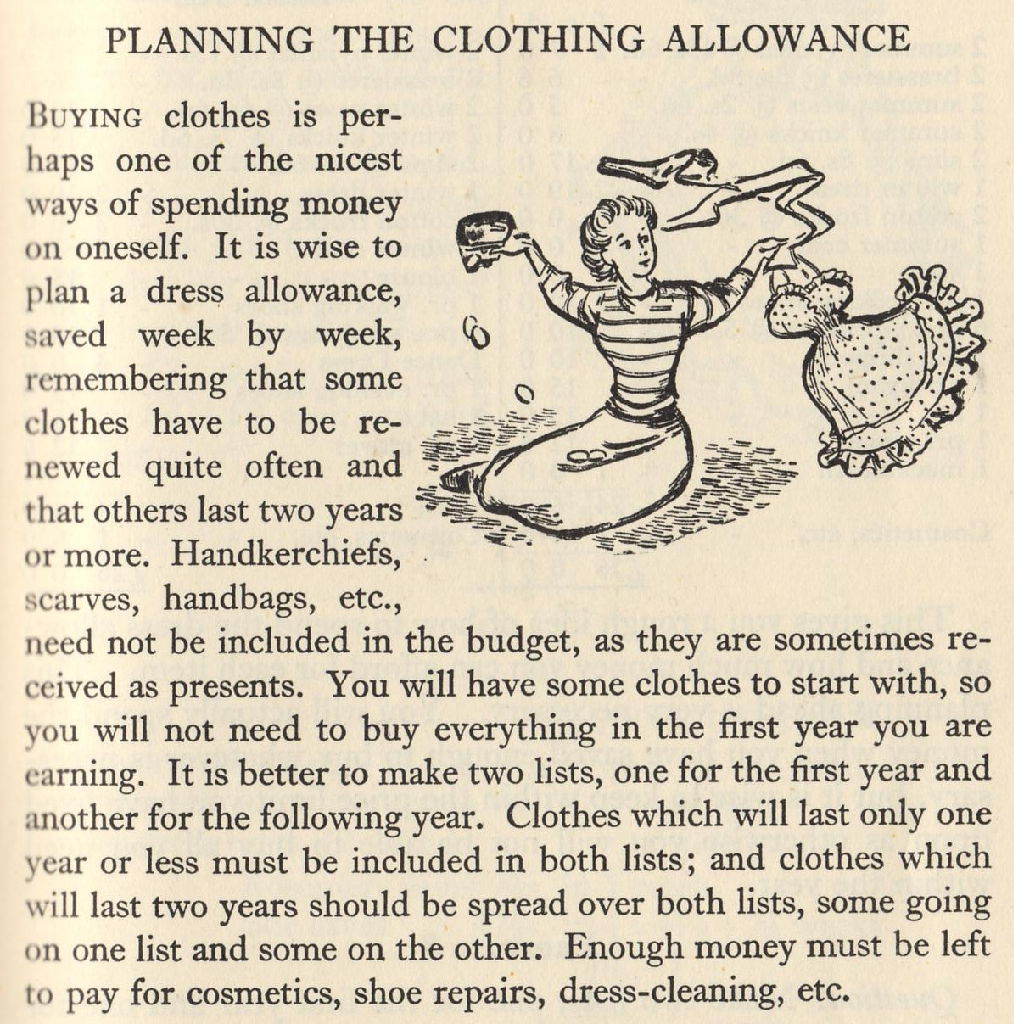 PLANNING THE CLOTHING ALLOWANCE
BUYING clothes is per-
haps one of the nicest
ways of spending money
on oneself. It is wise to
plan a dress allowance,
saved week by week,
remembering that some
clothes have to be re-
newed quite often and
that others last two years
or more. Handkerchiefs,
scarves, handbags, etc.,
need not be included in the budget, as they are sometimes re-
ceived as presents. You will have some clothes to start with, so
you will not need to buy everything in the first year you are
earning. It is better to make two lists, one for the first year and
another for the following year. Clothes which will last only one
year or less must be included in both lists; and clothes which
will last two years should be spread over both lists, some going
on one list and some on the other. Enough money must be left
to pay for cosmetics, shoe repairs, dress-cleaning, etc.